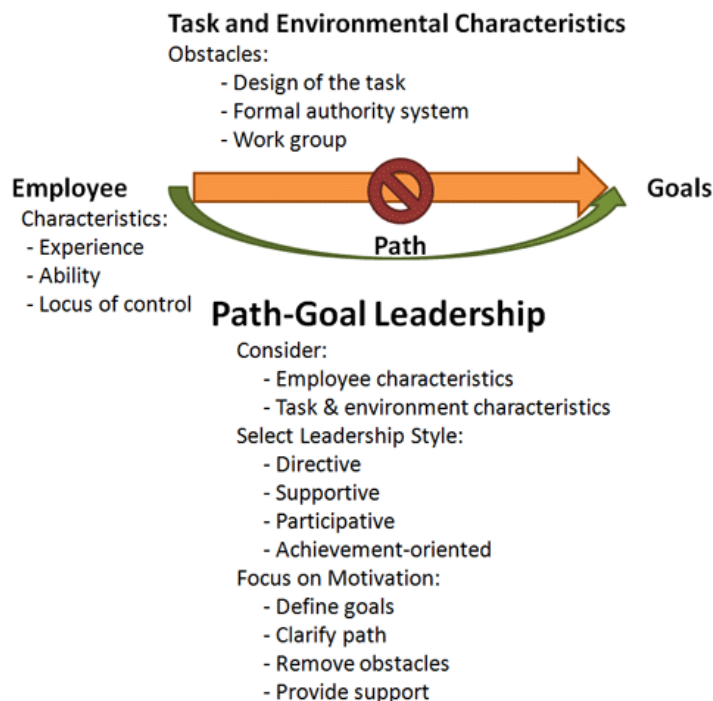 Task and Environmental Characteristics
Obstacles:
- Design of the task
- Formal authority system
- Work group
Employee
Characteristics:
- Experience
- Ability
- Locus of control
Path
Goals
Path-Goal Leadership
Consider:
- Employee characteristics
- Task & environment characteristics
Select Leadership Style:
- Directive
- Supportive
- Participative
- Achievement-oriented
Focus on Motivation:
- Define goals
- Clarify path
- Remove obstacles
- Provide support